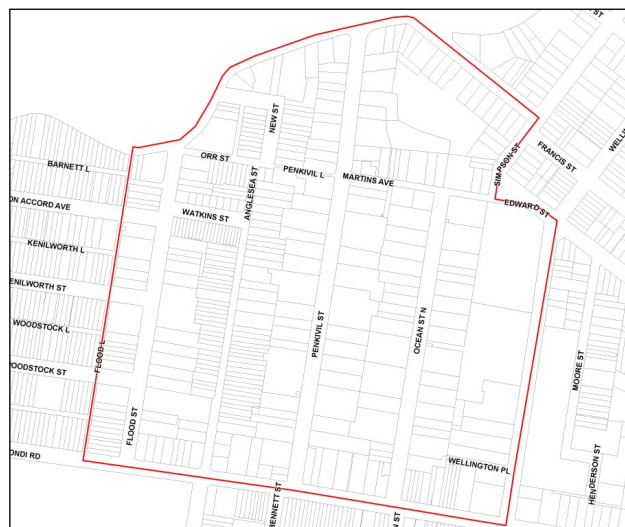 ST
NEW ST
ORR ST
PENKIVIL L
MARTINS AVE
ANGLESEA ST
SIMPSON ST
FRANCIS ST
BARNETT L
ON ACCORD AVE
WATKINS ST
EDWARD ST
KENILWORTH L
ENILWORTH ST
WOODSTOCK L
FLOOD L
PENKIVIL ST
OCEAN ST N
MOORE ST
OODSTOCK ST
FLOOD ST
ONDI RD
WELLINGTON PL
HENDERSON ST
BENNETT ST
ST